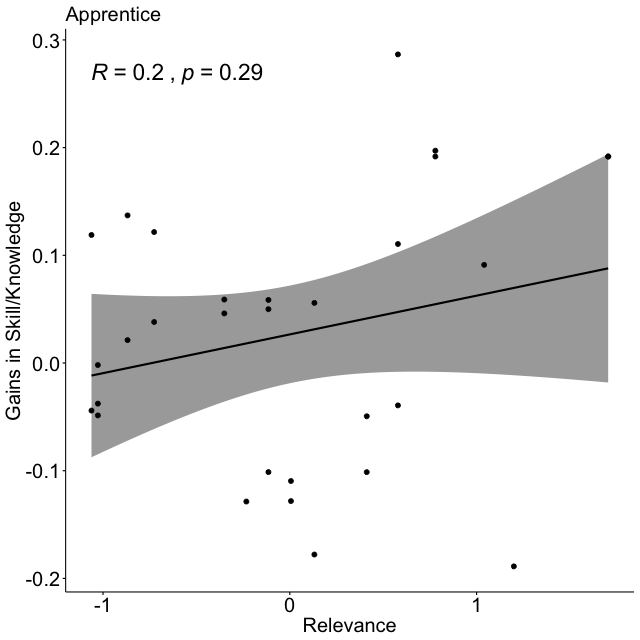 Apprentice
R = 0.2 , p = 0.29
0.3
0.2
0.1
0.0
-0.1
-0.2
Gains in Skill/Knowledge
-1
0
1
Relevance